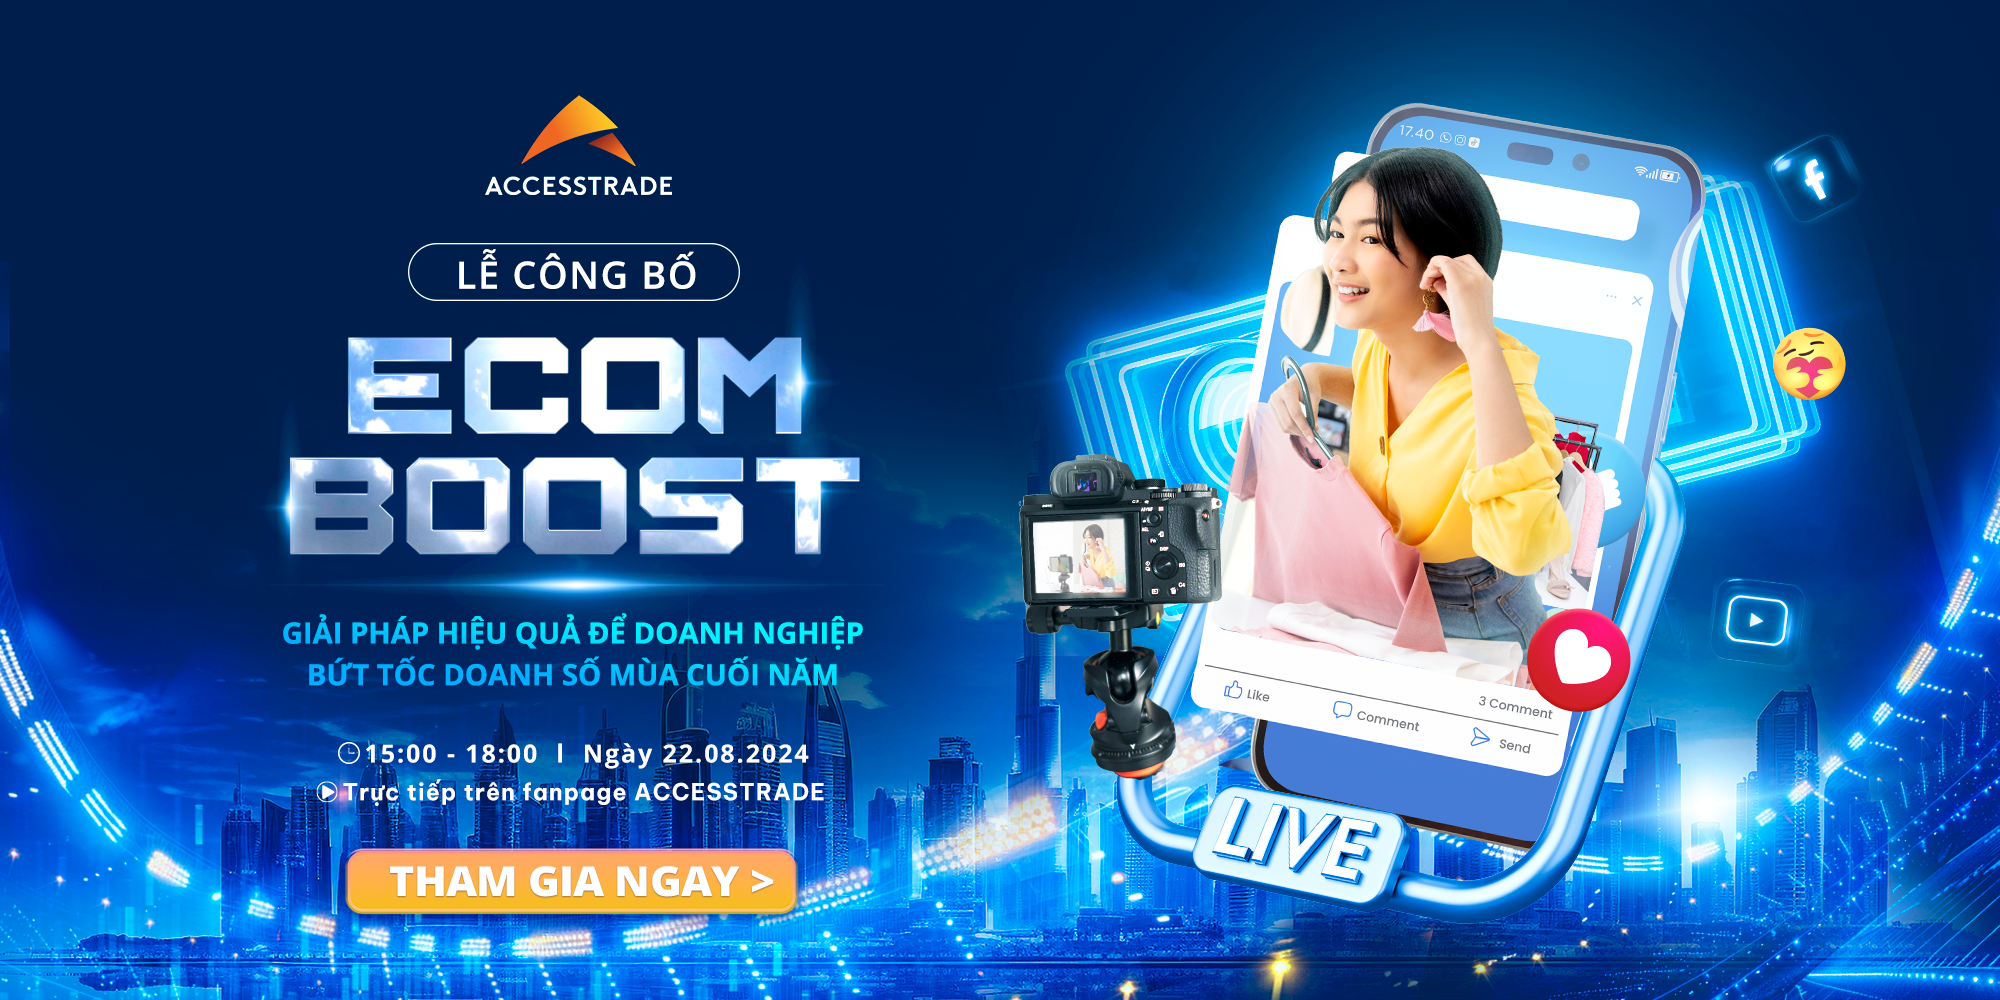 ACCESSTRADE
LỄ CÔNG BỐ
ECOM
BOOST
GIẢI PHÁP HIỆU QUẢ ĐỂ DOANH NGHIỆP
BỨT TỐC DOANH SỐ MÙA CUỐI NĂM
15:00 - 18:00 | Ngày 22.08.2024
Trực tiếp trên fanpage ACCESSTRADE
THAM GIA NGAY >
17.40
Like
Comment
3 Comment
Send
LIVE